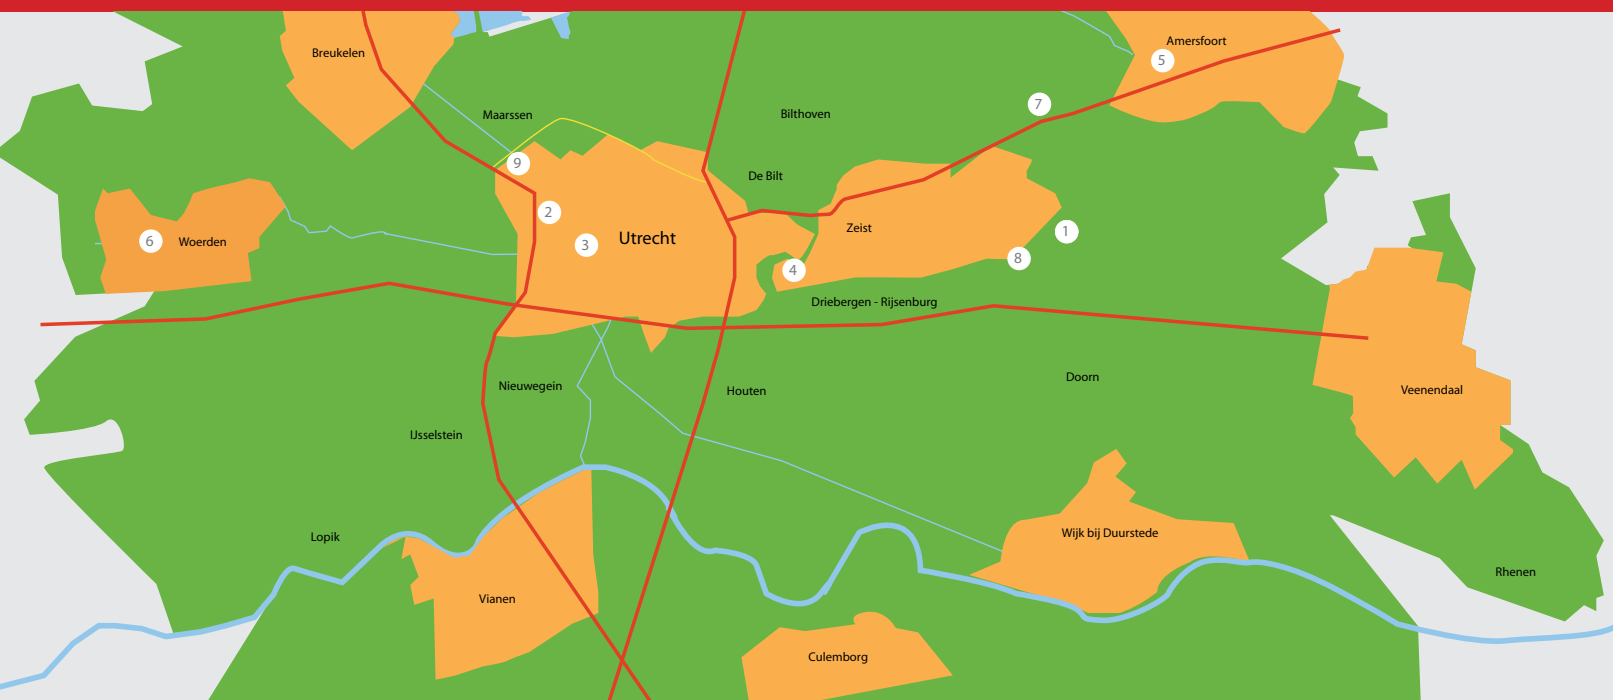 Amersfoort
Breukelen
5
7
Maarssen
Bilthoven
9
De Bilt
2
1
Zeist
Utrecht
6
Woerden
3
8
4
Driebergen - Rijsenburg
Doorn
Nieuwegein
Houten
Veenendaal
IJsselstein
Wijk bij Duurstede
Lopik
Rhenen
Vianen
Culemborg